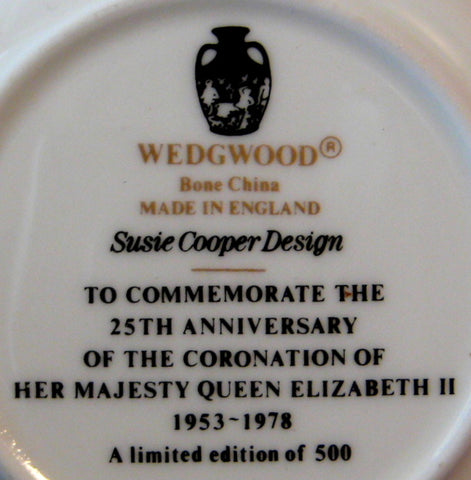 WEDGWOOD®
Bone China
MADE IN ENGLAND
Susie Cooper Design
TO COMMEMORATE THE
25TH ANNIVERSARY
OF THE CORONATION OF
HER MAJESTY QUEEN ELIZABETH II
1953~1978
A limited edition of 500